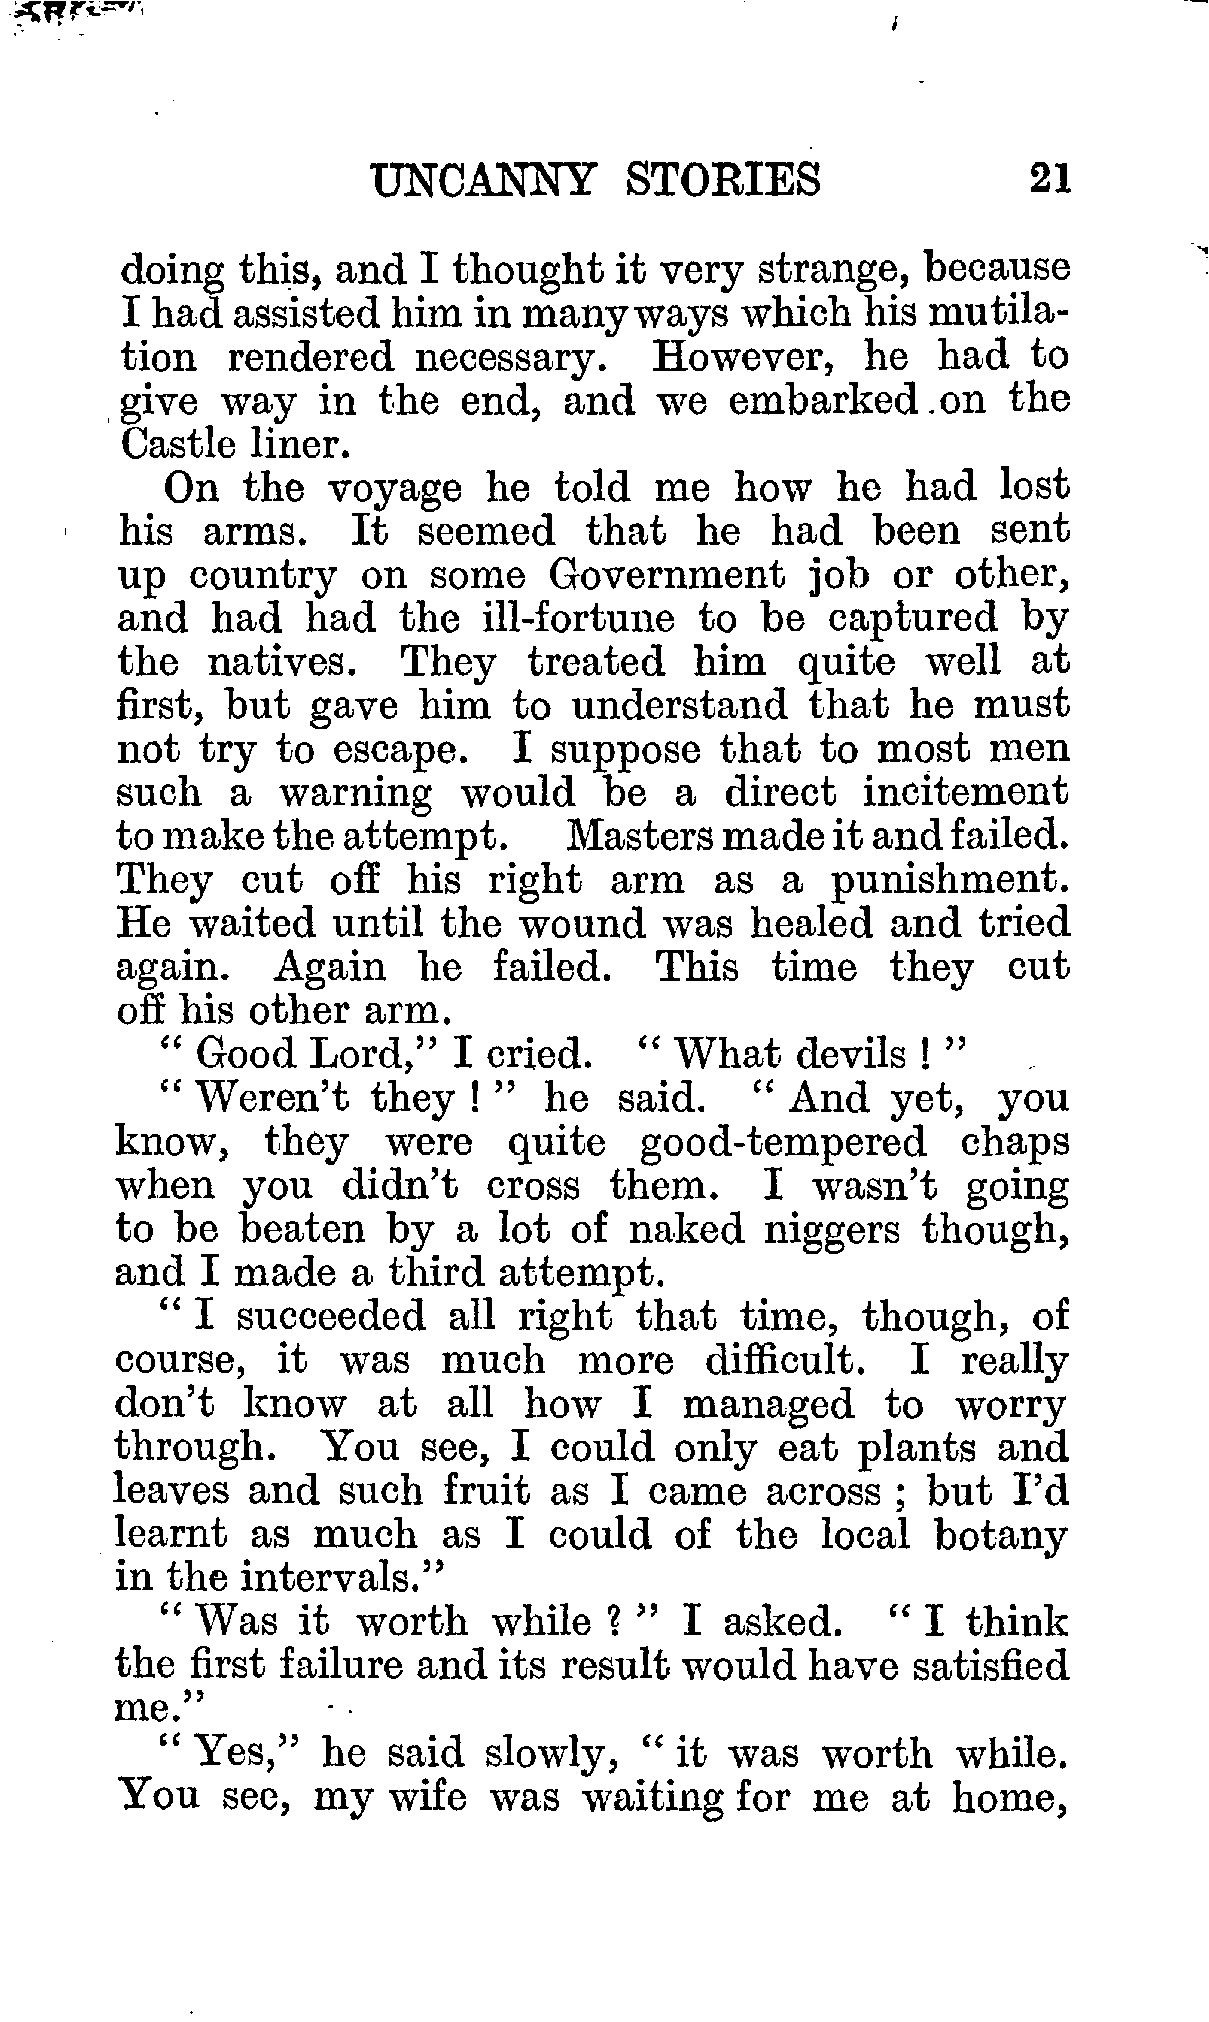 UNCANNY STORIES 21
doing this, and I thought it very strange, because
I had assisted him in many ways which his mutila-
tion rendered necessary. However, he had to
give way in the end, and we embarked on the
Castle liner.
On the voyage he told me how he had lost
his arms. It seemed that he had been sent
up country on some Government job or other,
and had had the ill-fortune to be captured by
the natives. They treated him quite well at
first, but gave him to understand that he must
not try to escape. I suppose that to most men
such a warning would be a direct incitement
to make the attempt. Masters made it and failed.
They cut off his right arm as a punishment.
He waited until the wound was healed and tried
again. Again he failed. This time they cut
off his other arm.
“ Good Lord,” I cried. “ What devils ! ”
“ Weren't they ! ” he said. “ And yet, you
know, they were quite good-tempered chaps
when you didn't cross them. I wasn't going
to be beaten by a lot of naked niggers though,
and I made a third attempt.
“ I succeeded all right that time, though, of
course, it was much more difficult. I really
don't know at all how I managed to worry
through. You see, I could only eat plants and
leaves and such fruit as I came across ; but I'd
learnt as much as I could of the local botany
in the intervals.”
“ Was it worth while ? ” I asked. “ I think
the first failure and its result would have satisfied
me.”
“ Yes,” he said slowly, “ it was worth while.
You see, my wife was waiting for me at home,